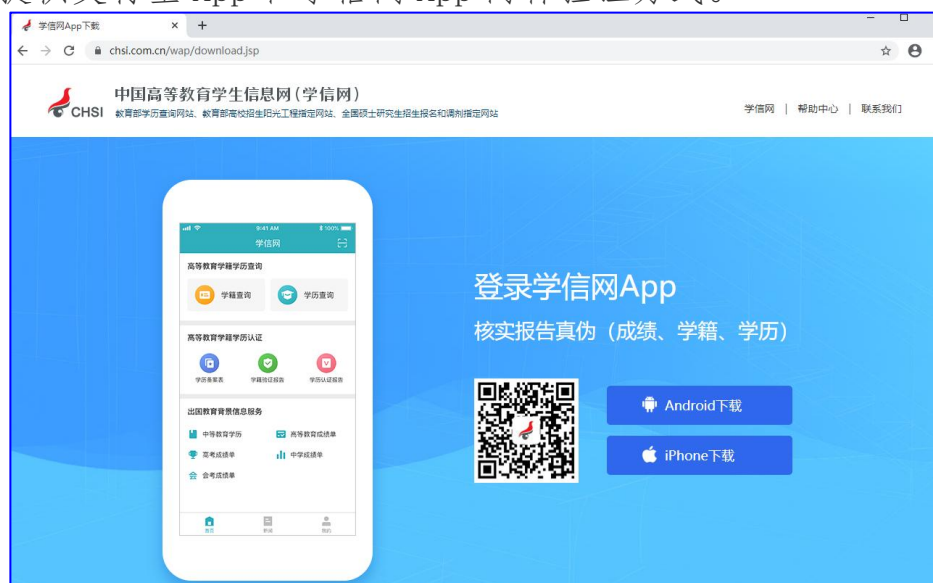 学信网App下载
chsi.com.cn/wap/download.jsp
CHSI
中国高等教育学生信息网(学信网)
教育部学历查询网站、教育部高校招生阳光工程指定网站、全国硕士研究生招生报名和调剂指定网站
学信网 | 帮助中心 | 联系我们
9:41 AM
100%
学信网
高等教育学籍学历查询
学籍查询
学历查询
高等教育学籍学历认证
学历备案表
学籍验证报告
学历认证报告
出国教育背景信息服务
中等教育学历
高等教育成绩单
高考成绩单
中学成绩单
会考成绩单
首页
我的
登录学信网App
核实报告真伪（成绩、学籍、学历）
Android下载
iPhone下载